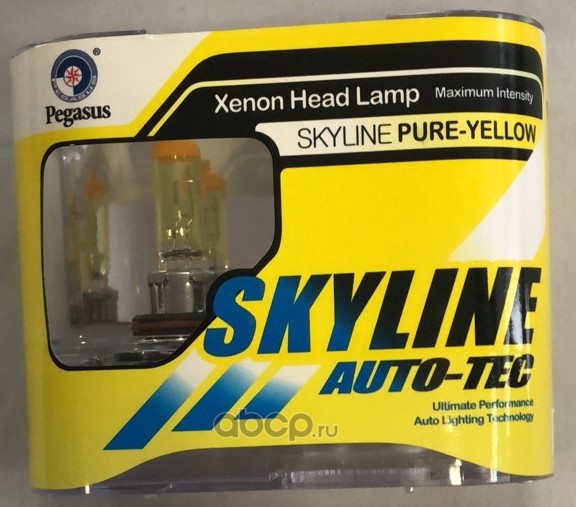 PEGASUS
Pegasus
Xenon Head Lamp Maximum Intensity
SKYLINE PURE-YELLOW
SKYLINE
AUTO-TEC
Ultimate Performance
Auto Lighting Technology
abcp.ru